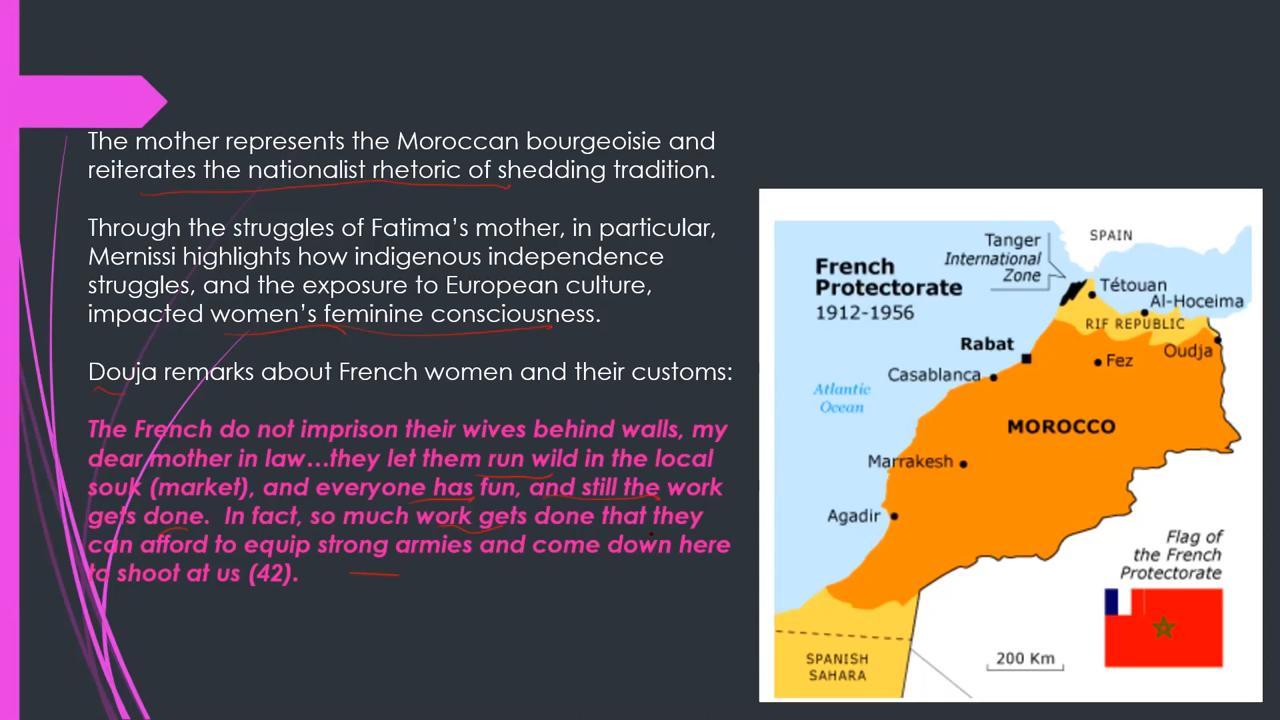 The mother represents the Moroccan bourgeoisie and
reiterates the nationalist rhetoric of shedding tradition.
Through the struggles of Fatima's mother, in particular,
Mernissi highlights how indigenous independence
struggles, and the exposure to European culture,
impacted women's feminine consciousness.
Douja remarks about French women and their customs:
The French do not imprison their wives behind walls, my
dear mother in law…they let them run wild in the local
souk (market), and everyone has fun, and still the work
gets done.  In fact, so much work gets done that they
can afford to equip strong armies and come down here
to shoot at us (42).
SPAIN
Tanger
International
Zone
French
Protectorate
1912-1956
Tétouan
Al-Hoceima
RIF REPUBLIC
Rabat
Oudja
Fez
Casablanca
Atlantic
Ocean
MOROCCO
Marrakesh
Agadir
Flag of
the French
Protectorate
200 Km
SPANISH
SAHARA